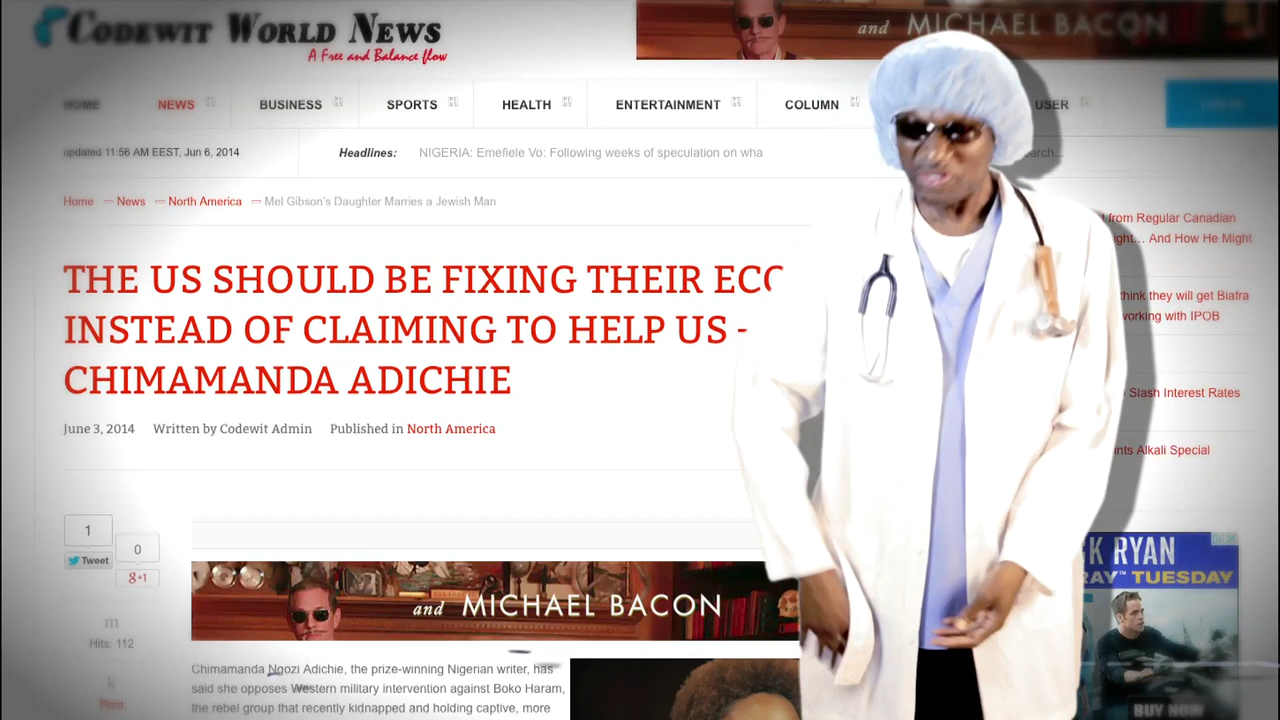 CODEWIT WORLD NEWS
A Free and Balance flow
and MICHAEL BACON
HOME NEWS BUSINESS SPORTS HEALTH ENTERTAINMENT COLUMN USER
updated 11:56 AM EEST, Jun 6, 2014
Headlines: NIGERIA: Emefiele Vo: Following weeks of speculation on wha
Home News North America Mel Gibson's Daughter Marries a Jewish Man
from Regular Canadian
And How He Might
THE US SHOULD BE FIXING THEIR
INSTEAD OF CLAIMING TO HELP US -
CHIMAMANDA ADICHIE
think they will get Biafra
working with IPOB
Slash Interest Rates
June 3, 2014 Written by Codewit Admin Published in North America
Alkali Special
1
Tweet
0
g+1
m
Hits: 112
k
Print
and MICHAEL BACON
RYAN
TUESDAY
BUY NOW
Chimamanda Ngozi Adichie, the prize-winning Nigerian writer, has
said she opposes Western military intervention against Boko Haram,
the rebel group that recently kidnapped and holding captive, more